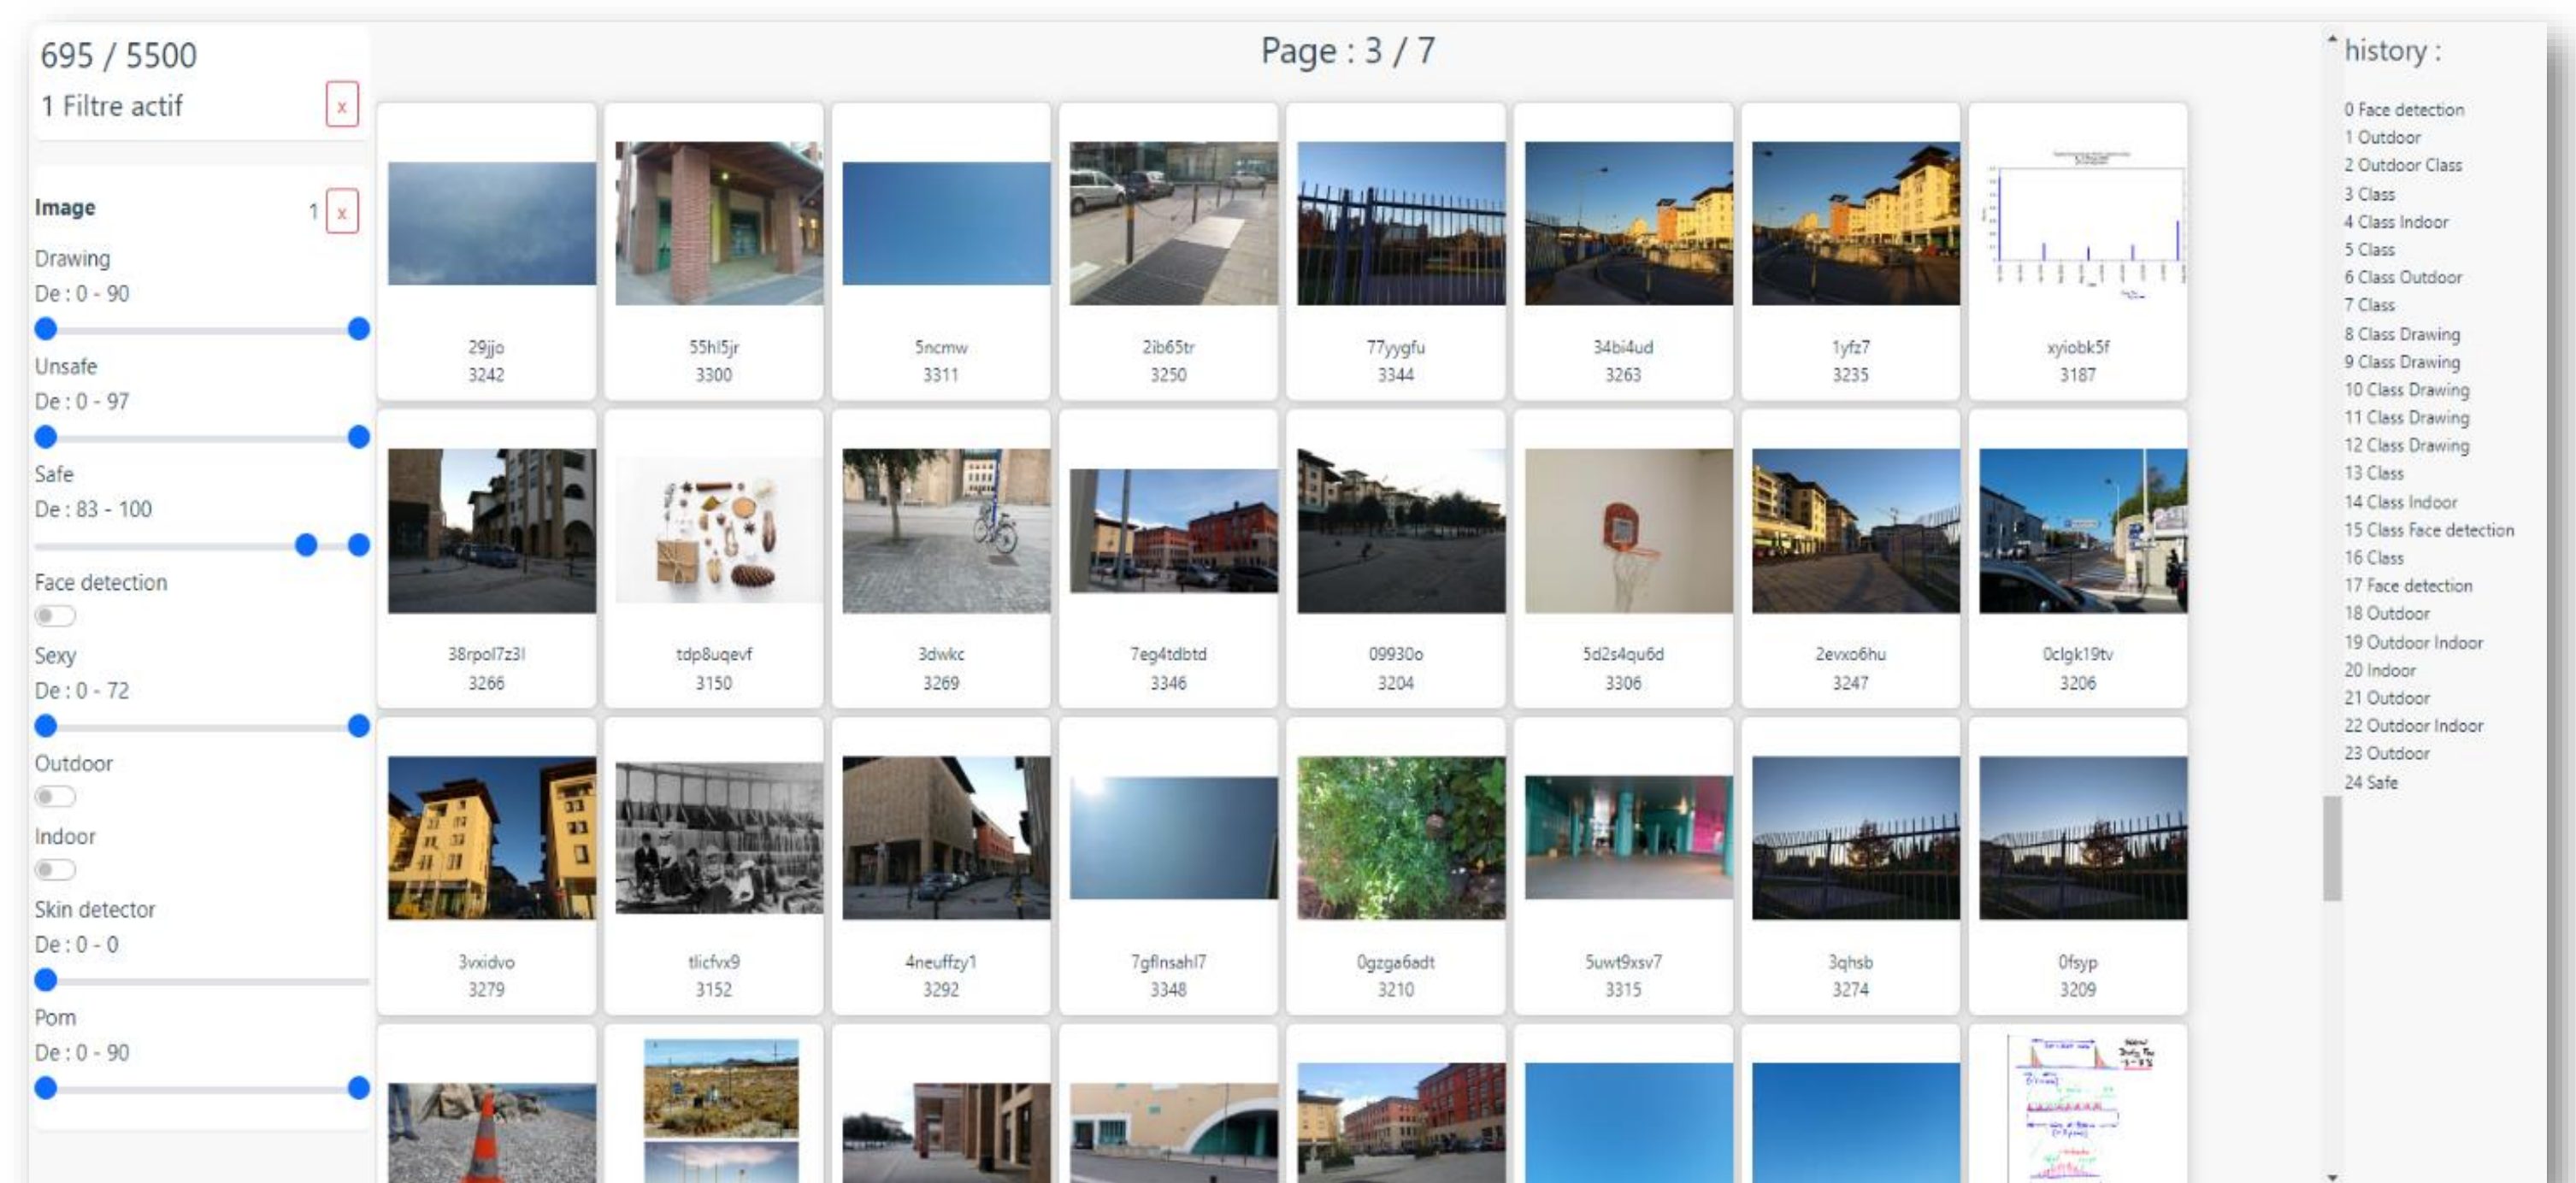 695 / 5500
1 Filtre actif
x
Image
1
x
Drawing
De : 0 - 90
Unsafe
De : 0 - 97
Safe
De : 83 - 100
Face detection
Sexy
De : 0 - 72
Outdoor
Indoor
Skin detector
De : 0 - 0
Porn
De : 0 - 90
Page : 3 / 7
29jjo
3242
55hl5jr
3300
5ncmw
3311
2ib65tr
3250
77yygfu
3344
34bi4ud
3263
1yfz7
3235
xyiobk5f
3187
38rpol7z3l
3266
tdp8uqevf
3150
3dwkc
3269
7eg4tdbtd
3346
09930o
3204
5d2s4qu6d
3306
2evxo6hu
3247
0clgk19tv
3206
3vxidvo
3279
tlicfvx9
3152
4neuffzy1
3292
7gflnsahl7
3348
0gzga6adt
3210
5uwt9xsv7
3315
3qhsb
3274
0fsyp
3209
history :
0 Face detection
1 Outdoor
2 Outdoor Class
3 Class
4 Class Indoor
5 Class
6 Class Outdoor
7 Class
8 Class Drawing
9 Class Drawing
10 Class Drawing
11 Class Drawing
12 Class Drawing
13 Class
14 Class Indoor
15 Class Face detection
16 Class
17 Face detection
18 Outdoor
19 Outdoor Indoor
20 Indoor
21 Outdoor
22 Outdoor Indoor
23 Outdoor
24 Safe